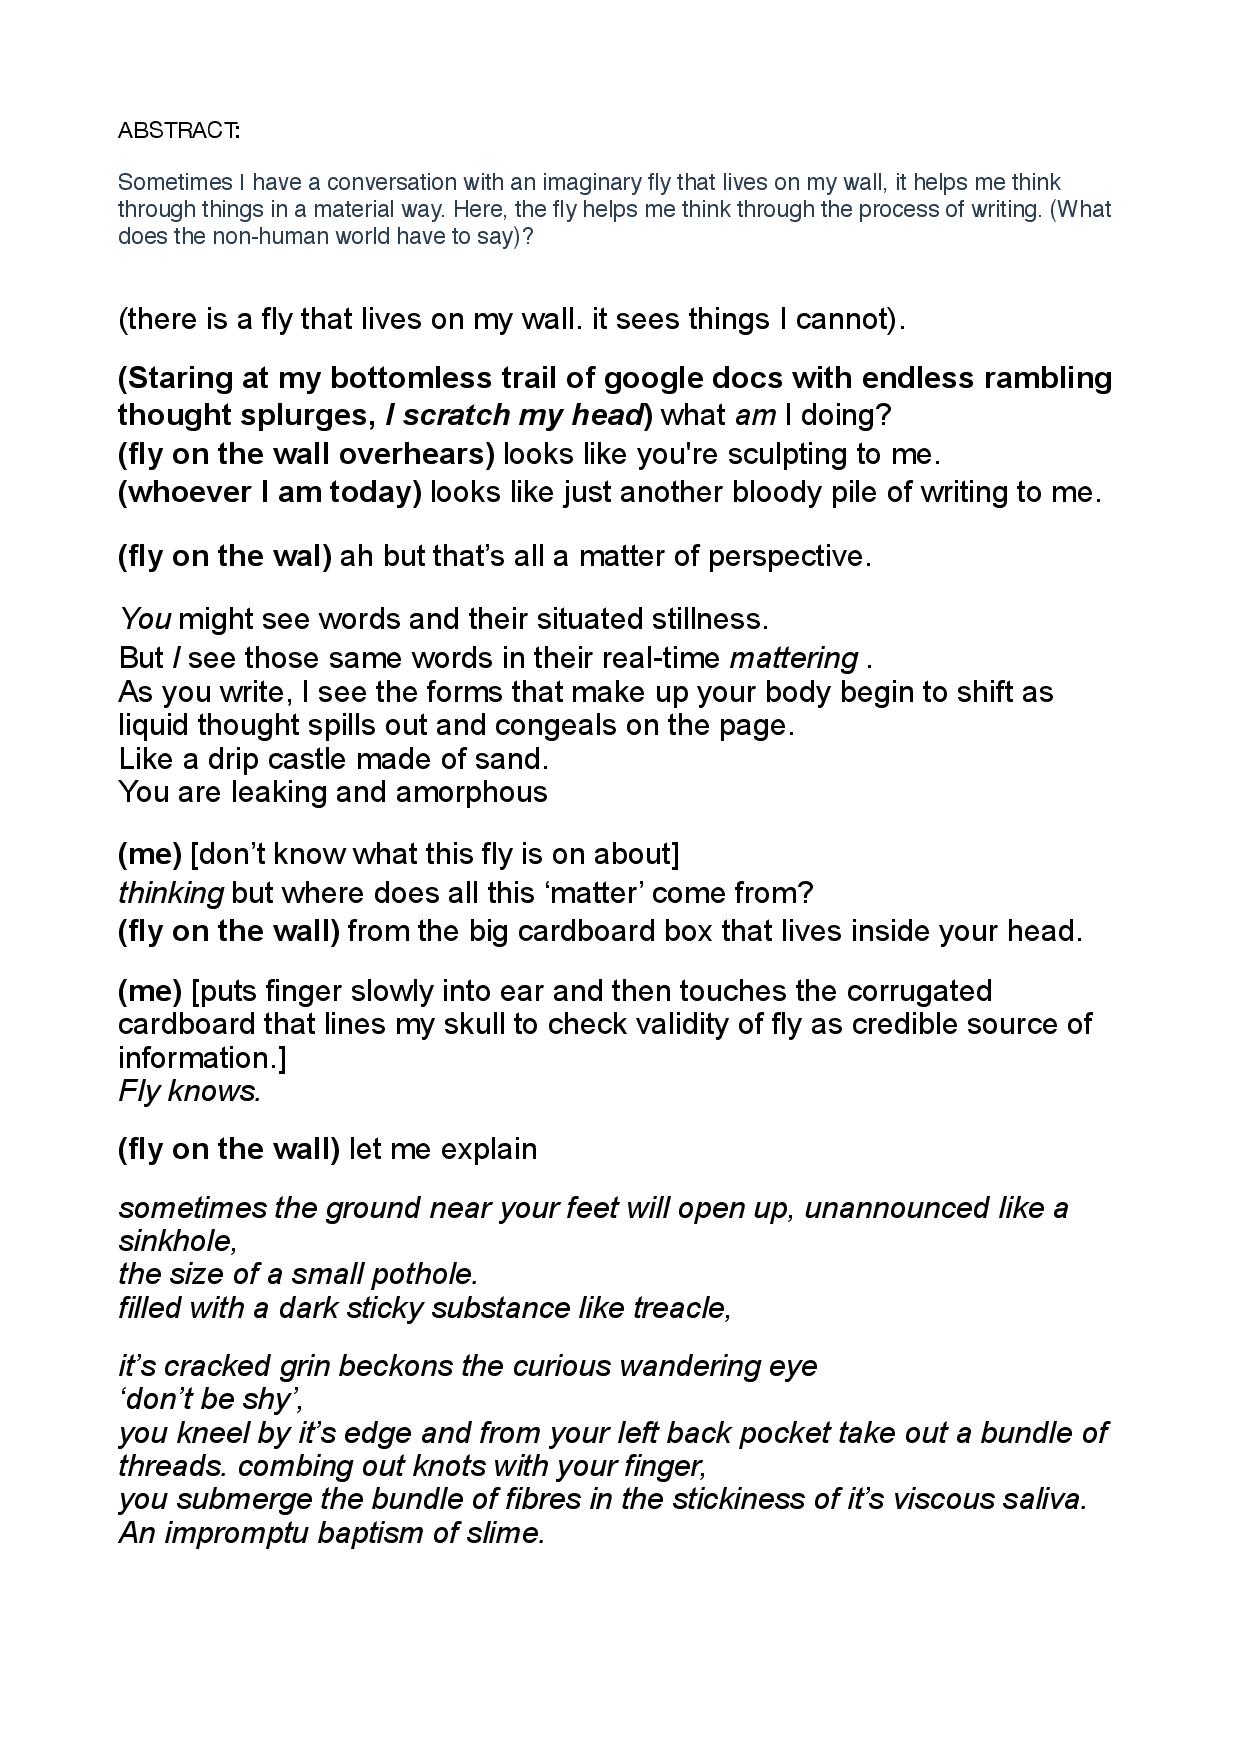 ABSTRACT:
Sometimes I have a conversation with an imaginary fly that lives on my wall, it helps me think
through things in a material way. Here, the fly helps me think through the process of writing. (What
does the non-human world have to say)?
(there is a fly that lives on my wall. it sees things I cannot).
(Staring at my bottomless trail of google docs with endless rambling
thought splurges, I scratch my head) what am I doing?
(fly on the wall overhears) looks like you're sculpting to me.
(whoever I am today) looks like just another bloody pile of writing to me.
(fly on the wal) ah but that’s all a matter of perspective.
You might see words and their situated stillness.
But I see those same words in their real-time mattering .
As you write, I see the forms that make up your body begin to shift as
liquid thought spills out and congeals on the page.
Like a drip castle made of sand.
You are leaking and amorphous
(me) [don’t know what this fly is on about]
thinking but where does all this ‘matter’ come from?
(fly on the wall) from the big cardboard box that lives inside your head.
(me) [puts finger slowly into ear and then touches the corrugated
cardboard that lines my skull to check validity of fly as credible source of
information.]
Fly knows.
(fly on the wall) let me explain
sometimes the ground near your feet will open up, unannounced like a
sinkhole,
the size of a small pothole.
filled with a dark sticky substance like treacle,
it’s cracked grin beckons the curious wandering eye
‘don’t be shy’,
you kneel by it’s edge and from your left back pocket take out a bundle of
threads. combing out knots with your finger,
you submerge the bundle of fibres in the stickiness of it’s viscous saliva.
An impromptu baptism of slime.